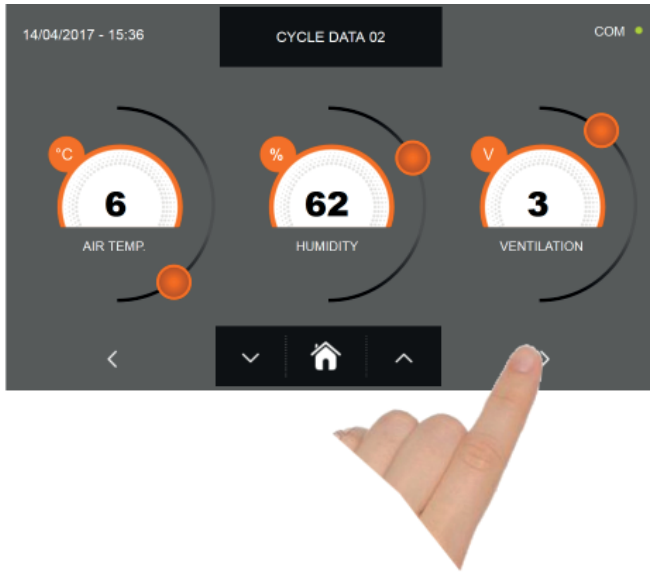 14/04/2017 - 15:36
CYCLE DATA 02
COM
°C
%
V
6
62
3
AIR TEMP.
HUMIDITY
VENTILATION